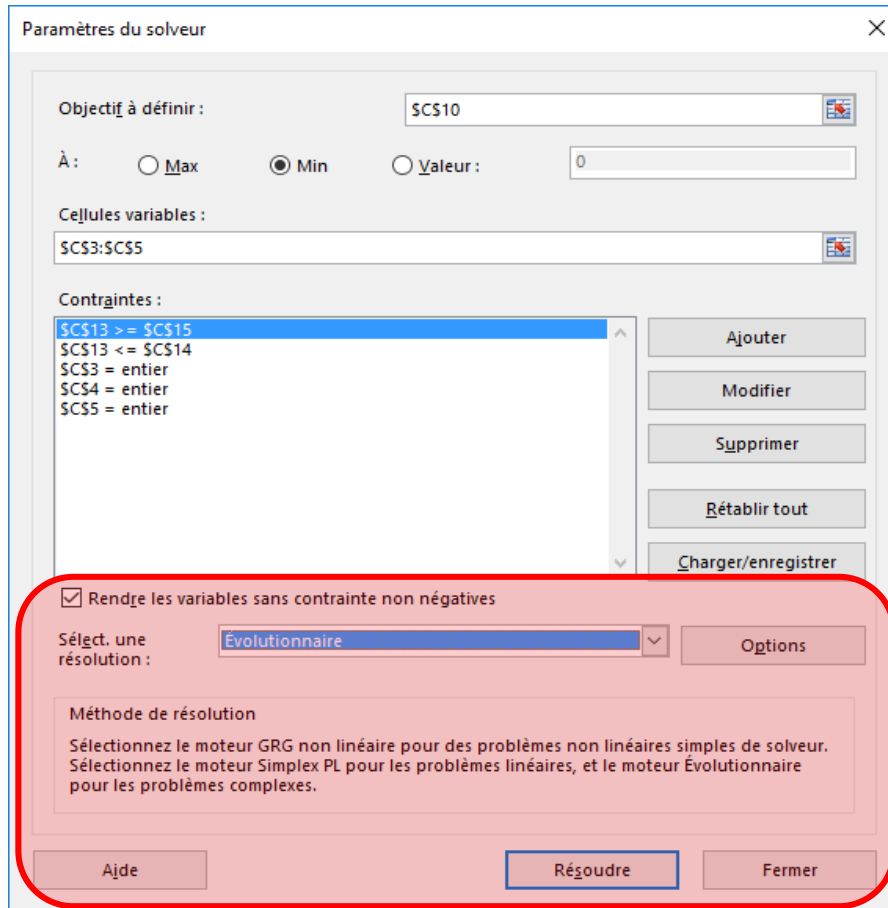 Paramètres du solveur
Objectif à définir :
$C$10
À :
Max
Min
Valeur :
0
Cellules variables :
$C$3:$C$5
Contraintes :
$C$13 >= $C$15
$C$13 <= $C$14
$C$3 = entier
$C$4 = entier
$C$5 = entier
Ajouter
Modifier
Supprimer
Rétablir tout
Charger/enregistrer
Rendre les variables sans contrainte non négatives
Sélect. une
résolution :
Évolutionnaire
Options
Méthode de résolution
Sélectionnez le moteur GRG non linéaire pour des problèmes non linéaires simples de solveur.
Sélectionnez le moteur Simplex PL pour les problèmes linéaires, et le moteur Évolutionnaire
pour les problèmes complexes.
Aide
Résoudre
Fermer